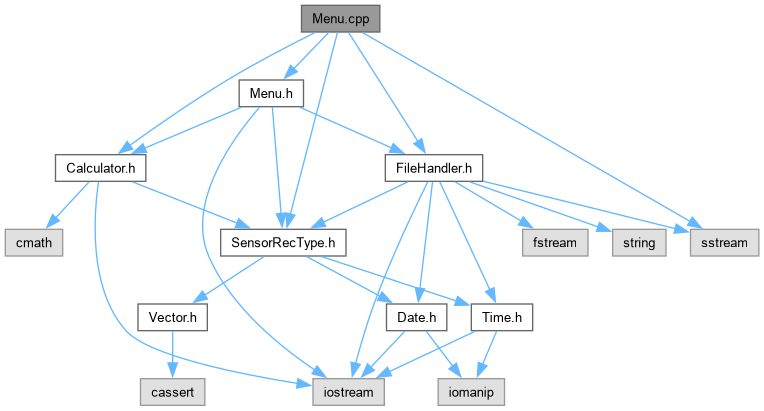 Menu.cpp
Menu.h
Calculator.h
FileHandler.h
cmath
SensorRecType.h
fstream
string
sstream
Vector.h
Date.h
Time.h
cassert
iostream
iomanip